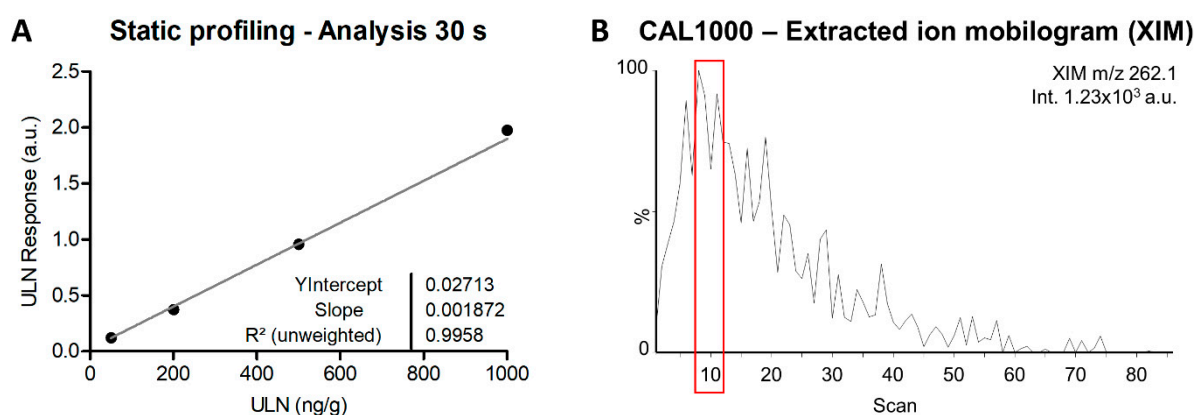 A Static profiling - Analysis 30 s
2.5
2.0
1.5
1.0
0.5
0.0
ULN Response (a.u.)
YIntercept 0.02713
Slope 0.001872
R² (unweighted) 0.9958
0 200 400 600 800 1000
ULN (ng/g)
B CAL1000 – Extracted ion mobilogram (XIM)
XIM m/z 262.1
Int. 1.23x10³ a.u.
100
%
0
10 20 30 40 50 60 70 80
Scan